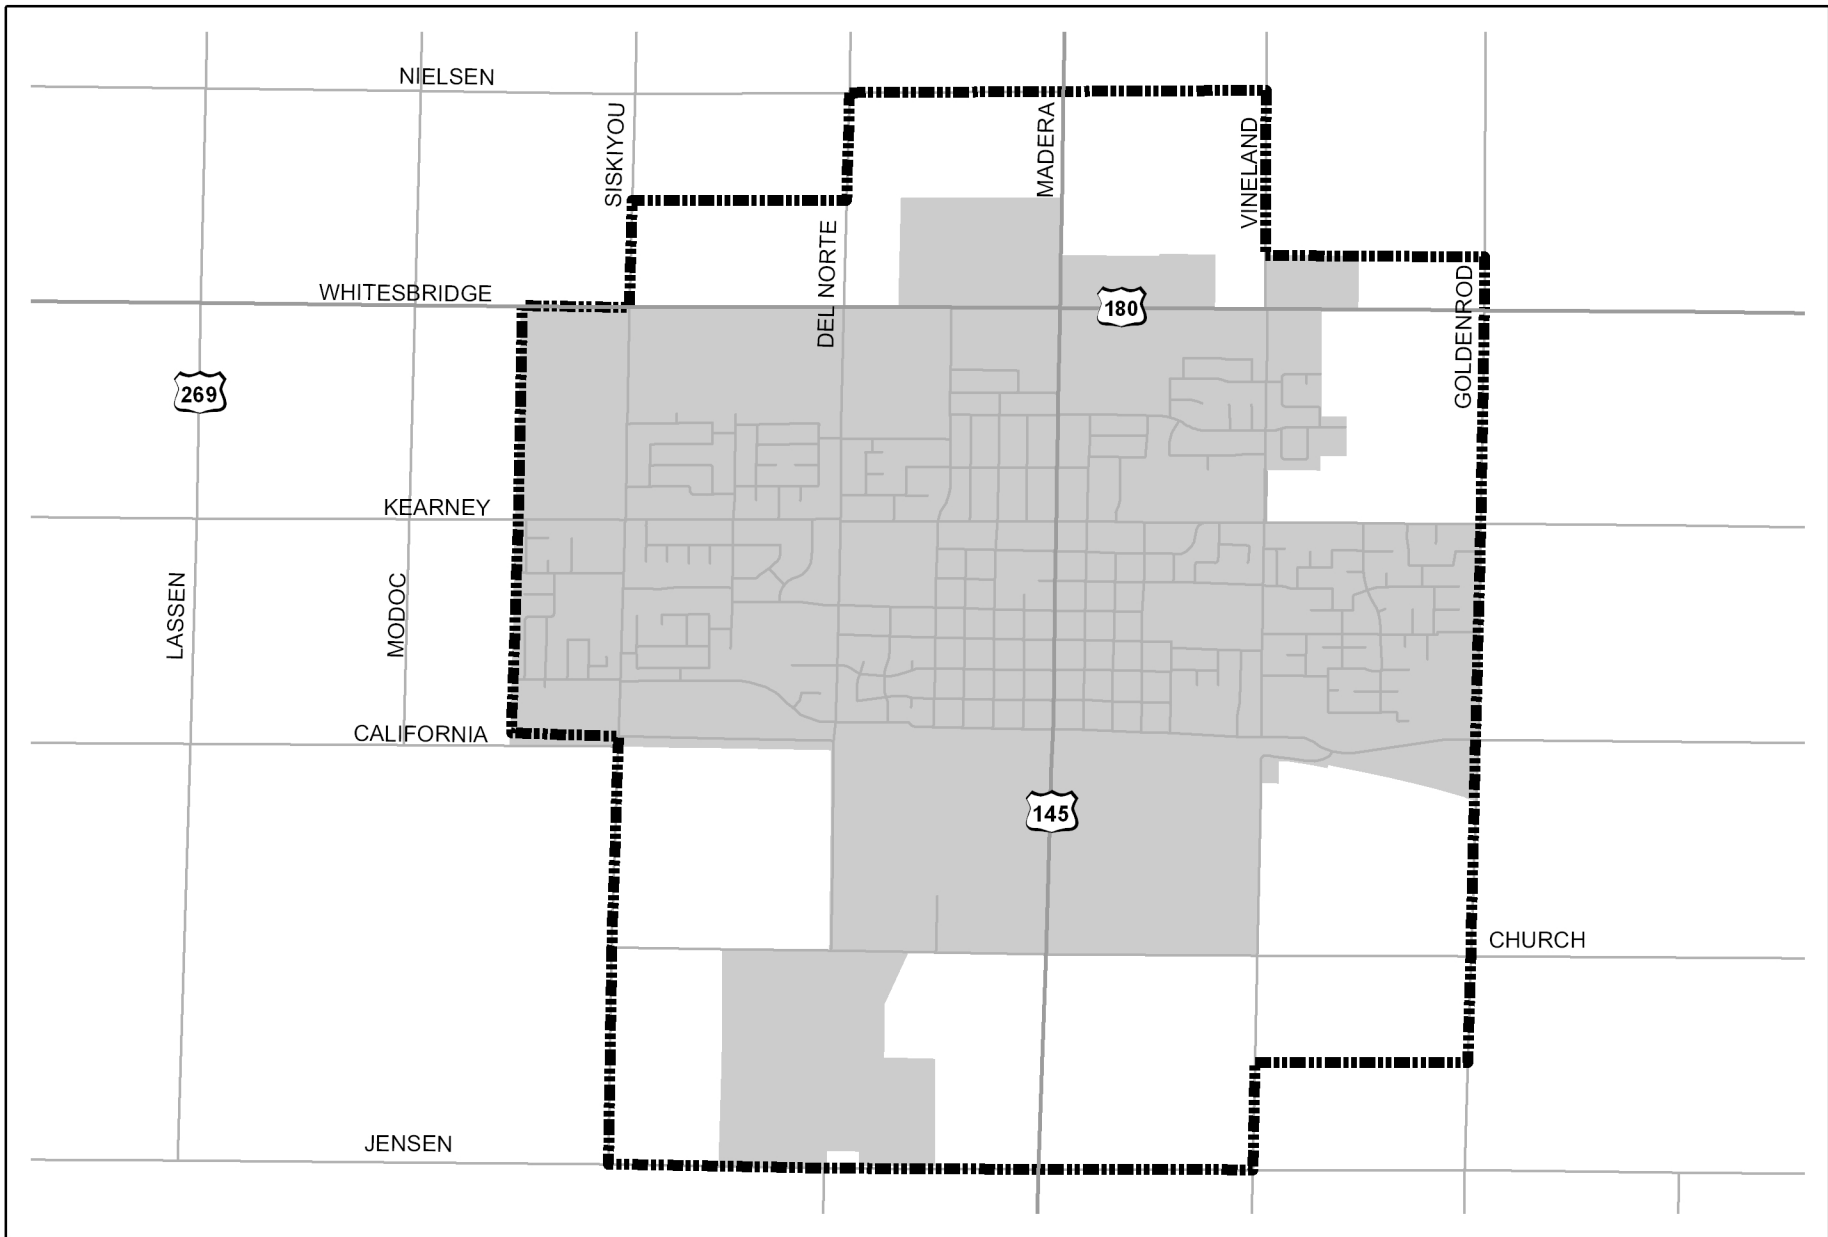 NIELSEN
SISKIYOU
MADERA
VINELAND
DEL NORTE
WHITESBRIDGE
180
GOLDENROD
269
KEARNEY
LASSEN
MODOC
CALIFORNIA
145
CHURCH
JENSEN